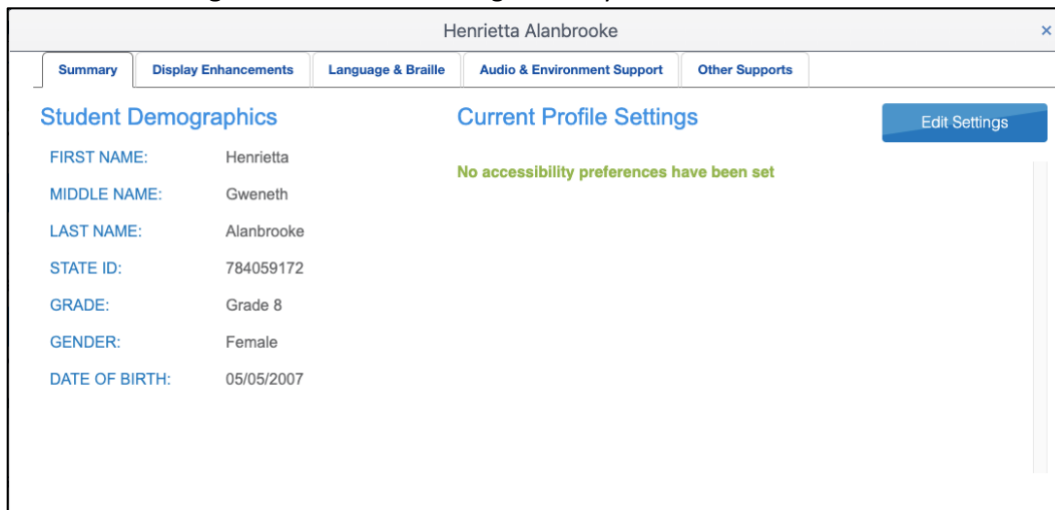 Henrietta Alanbrooke ×
Summary Display Enhancements Language & Braille Audio & Environment Support Other Supports
Student Demographics
FIRST NAME: Henrietta
MIDDLE NAME: Gweneth
LAST NAME: Alanbrooke
STATE ID: 784059172
GRADE: Grade 8
GENDER: Female
DATE OF BIRTH: 05/05/2007
Current Profile Settings
Edit Settings
No accessibility preferences have been set